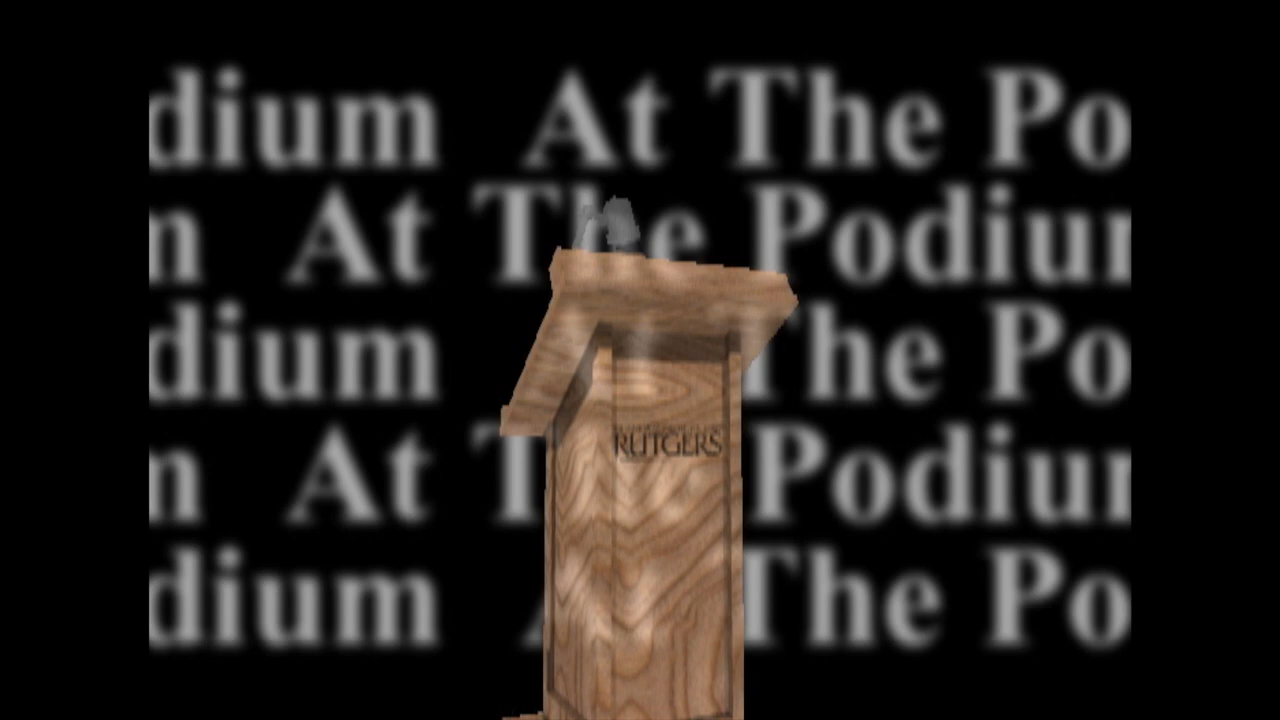 dium At The Po
m At The Podium
dium The Po
m At T Podium
RUTGERS
dium The Po